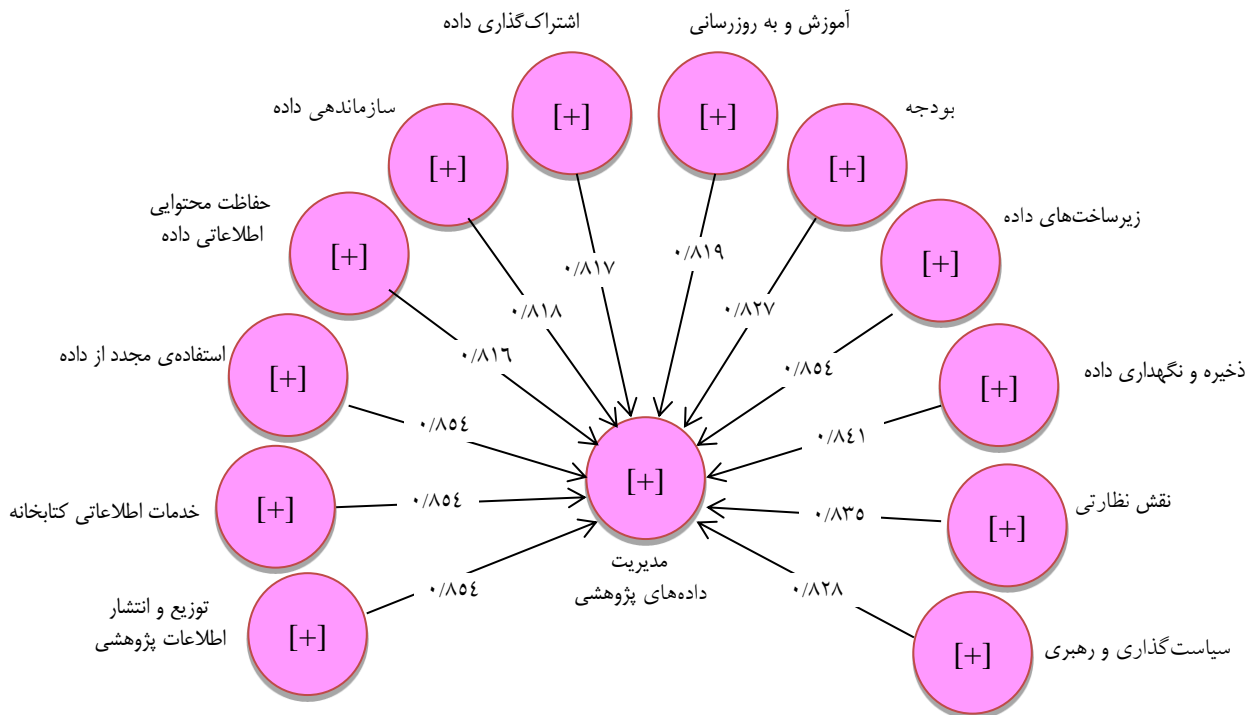 آموزش و به روزرسانی
اشتراک‌گذاری داده
[+]
[+]
بودجه
سازماندهی داده
[+]
[+]
زیرساخت‌های داده
حفاظت محتوایی
اطلاعاتی داده
[+]
[+]
۰/۸۱۹
۰/۸۱۷
۰/۸۲۷
۰/۸۱۸
۰/۸۵۴
۰/۸۱۶
ذخیره و نگهداری داده
[+]
[+]
استفاده‌ی مجدد از داده
۰/۸۴۱
۰/۸۵۴
[+]
نقش نظارتی
[+]
۰/۸۳۵
۰/۸۵۴
[+]
خدمات اطلاعاتی کتابخانه
مدیریت
داده‌های پژوهشی
۰/۸۲۸
۰/۸۵۴
سیاست‌گذاری و رهبری
[+]
[+]
توزیع و انتشار
اطلاعات پژوهشی